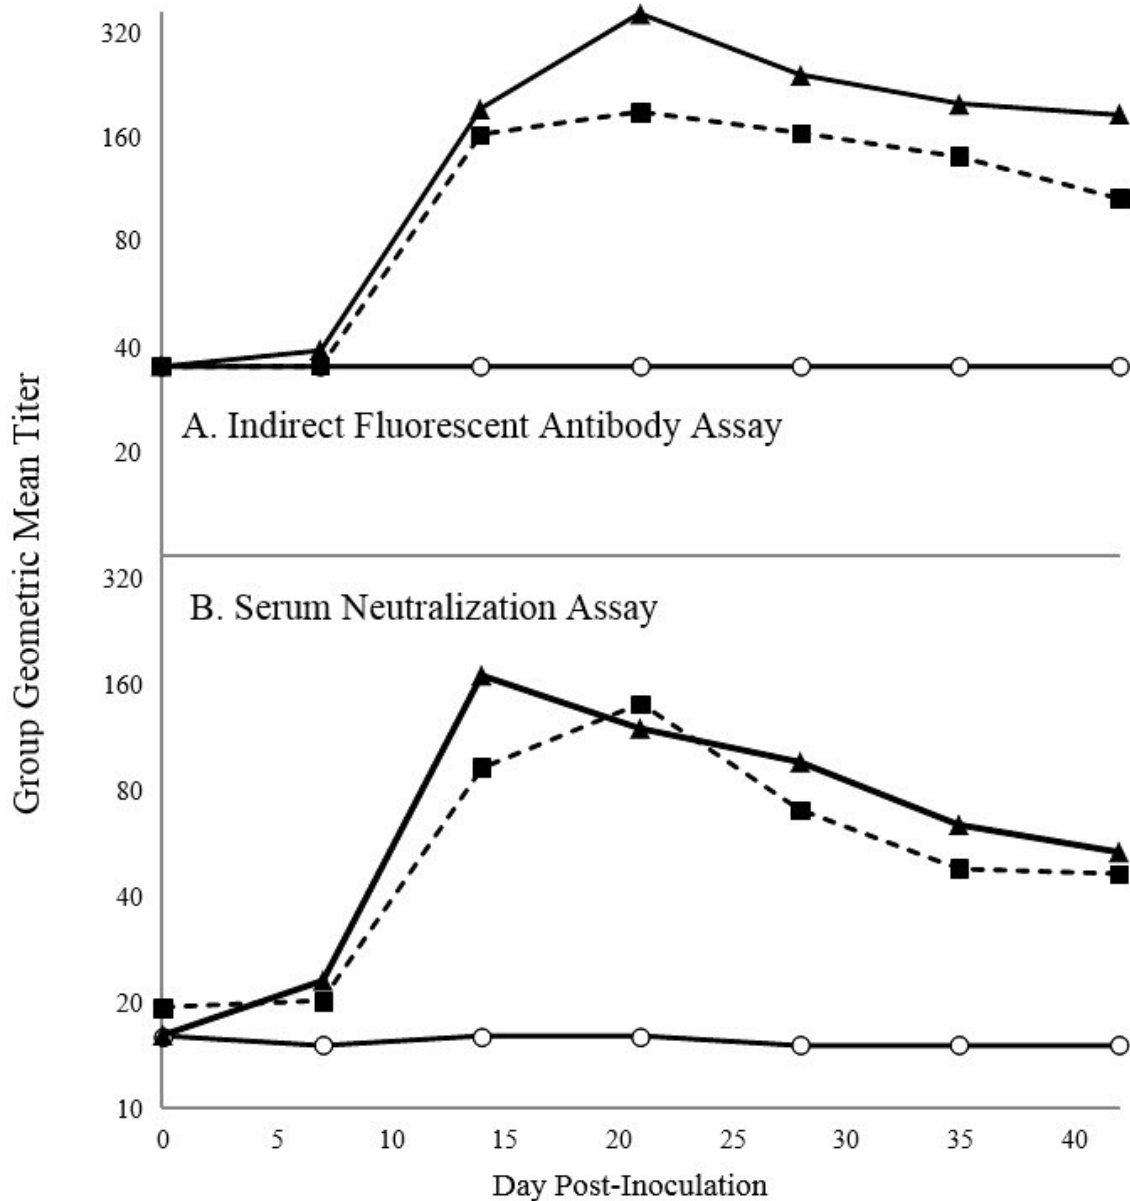 320
160
80
40
A. Indirect Fluorescent Antibody Assay
20
Group Geometric Mean Titer
320
B. Serum Neutralization Assay
160
80
40
20
10
0 5 10 15 20 25 30 35 40
Day Post-Inoculation